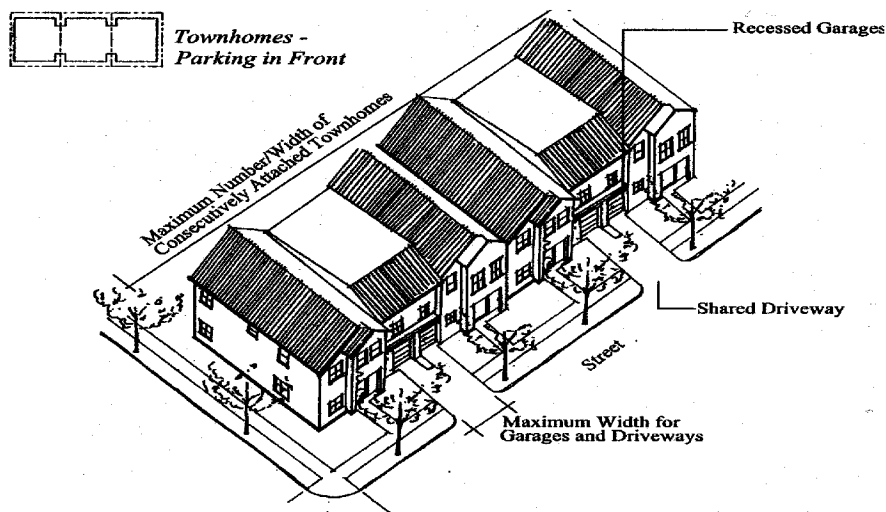 Townhomes -
Parking in Front
Recessed Garages
Maximum Number/Width of
Consecutively Attached Townhomes
Shared Driveway
Street
Maximum Width for
Garages and Driveways